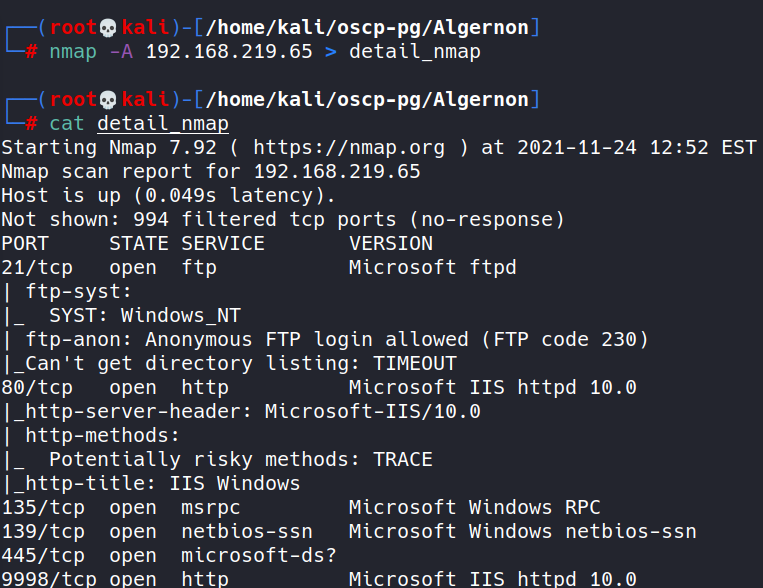 ┌──(root💀kali)-[/home/kali/oscp-pg/Algernon]
└─# nmap -A 192.168.219.65 > detail_nmap
┌──(root💀kali)-[/home/kali/oscp-pg/Algernon]
└─# cat detail_nmap
Starting Nmap 7.92 ( https://nmap.org ) at 2021-11-24 12:52 EST
Nmap scan report for 192.168.219.65
Host is up (0.049s latency).
Not shown: 994 filtered tcp ports (no-response)
PORT     STATE SERVICE       VERSION
21/tcp   open  ftp           Microsoft ftpd
| ftp-syst:
|_  SYST: Windows_NT
| ftp-anon: Anonymous FTP login allowed (FTP code 230)
|_Can't get directory listing: TIMEOUT
80/tcp   open  http          Microsoft IIS httpd 10.0
|_http-server-header: Microsoft-IIS/10.0
| http-methods:
|_  Potentially risky methods: TRACE
|_http-title: IIS Windows
135/tcp  open  msrpc         Microsoft Windows RPC
139/tcp  open  netbios-ssn   Microsoft Windows netbios-ssn
445/tcp  open  microsoft-ds?
9998/tcp open  http          Microsoft IIS httpd 10.0